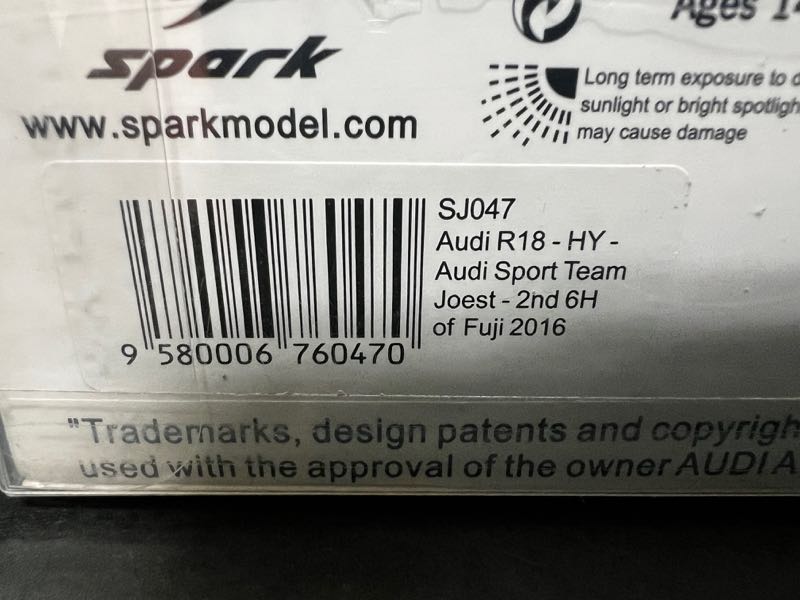 Ages 14
spark
www.sparkmodel.com
Long term exposure to
sunlight or bright spotligh
may cause damage
SJ047
Audi R18 - HY -
Audi Sport Team
Joest - 2nd 6H
of Fuji 2016
9 580006 760470
"Trademarks, design patents and copyrigh
used with the approval of the owner AUDI A